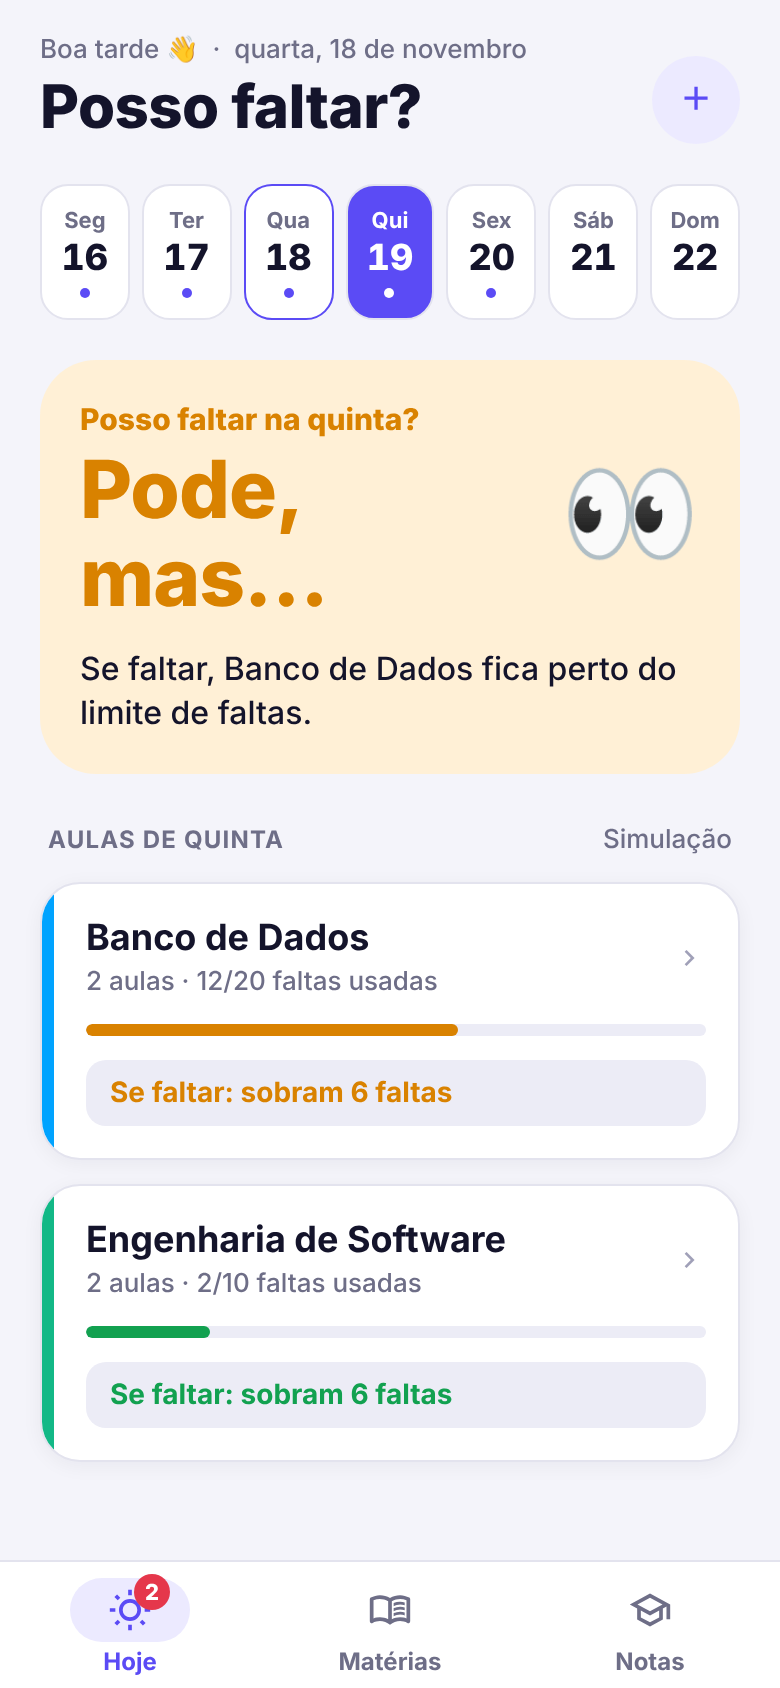 Boa tarde 👋 · quarta, 18 de novembro
Posso faltar?
+
Seg Ter Qua Qui Sex Sáb Dom
16 17 18 19 20 21 22
Posso faltar na quinta?
Pode,
mas...
Se faltar, Banco de Dados fica perto do
limite de faltas.
AULAS DE QUINTA Simulação
Banco de Dados
2 aulas · 12/20 faltas usadas
Se faltar: sobram 6 faltas
Engenharia de Software
2 aulas · 2/10 faltas usadas
Se faltar: sobram 6 faltas
2
Hoje Matérias Notas